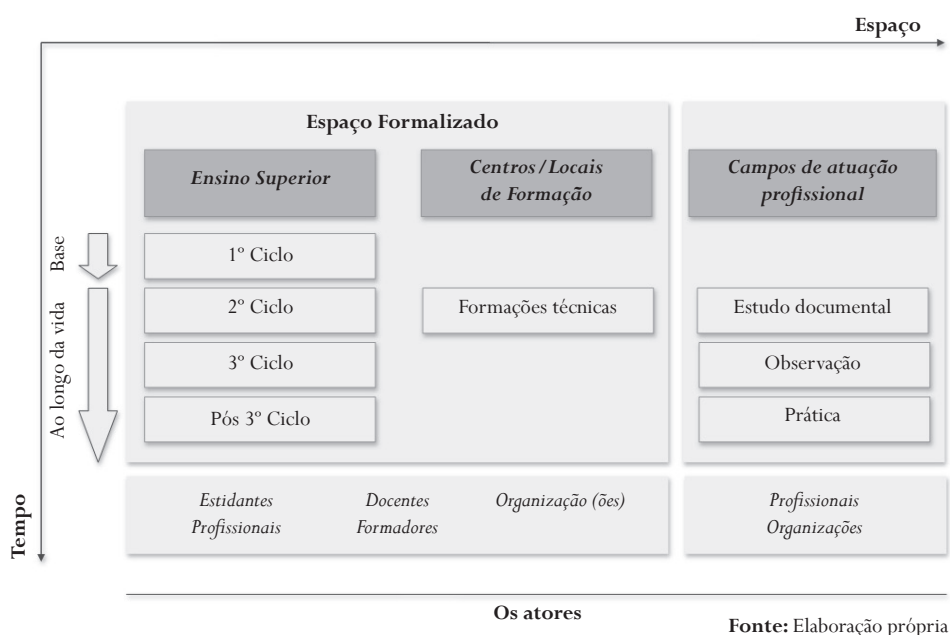 Espaço
Espaço Formalizado
Ensino Superior
Centros/Locais
de Formação
Campos de atuação
profissional
Base
1º Ciclo
Ao longo da vida
2º Ciclo
Formações técnicas
Estudo documental
3º Ciclo
Observação
Pós 3º Ciclo
Prática
Tempo
Estidantes
Profissionais
Docentes
Formadores
Organização (ões)
Profissionais
Organizações
Os atores
Fonte: Elaboração própria